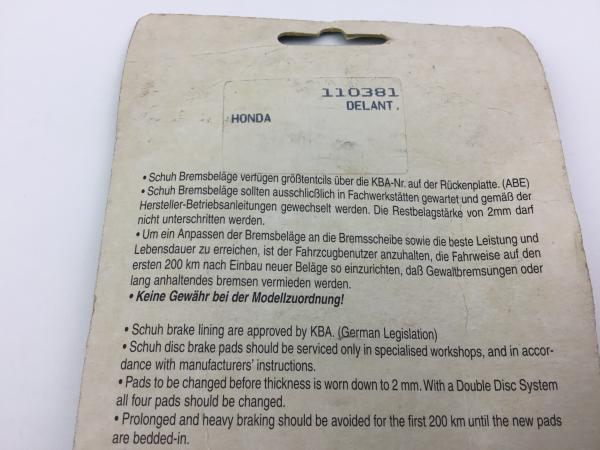 110381
DELANT.
HONDA
• Schuh Bremsbeläge verfügen größtentcils über die KBA-Nr. auf der Rückenplatte. (ABE)
• Schuh Bremsbeläge sollten ausschlicßlich in Fachwerkstätten gewartet und gemäß der
Hersteller-Betriebsanleitungen gewechselt werden. Die Restbelagstärke von 2mm darf
nicht unterschritten werden.
• Um ein Anpassen der Bremsbeläge an die Bremsscheibe sowie die beste Leistung und
Lebensdauer zu erreichen, ist der Fahrzcugbenutzer anzuhalten, die Fahrweise auf den
ersten 200 km nach Einbau neuer Beläge so einzurichten, daß Gewaltbremsungen oder
lang anhaltendes bremsen vermieden werden.
• Keine Gewähr bei der Modellzuordnung!
• Schuh brake lining are approved by KBA. (German Legislation)
• Schuh disc brake pads should be serviced only in specialised workshops, and in accor-
dance with manufacturers' instructions.
• Pads to be changed before thickness is worn down to 2 mm. With a Double Disc System
all four pads should be changed.
• Prolonged and heavy braking should be avoided for the first 200 km until the new pads
are bedded-in.